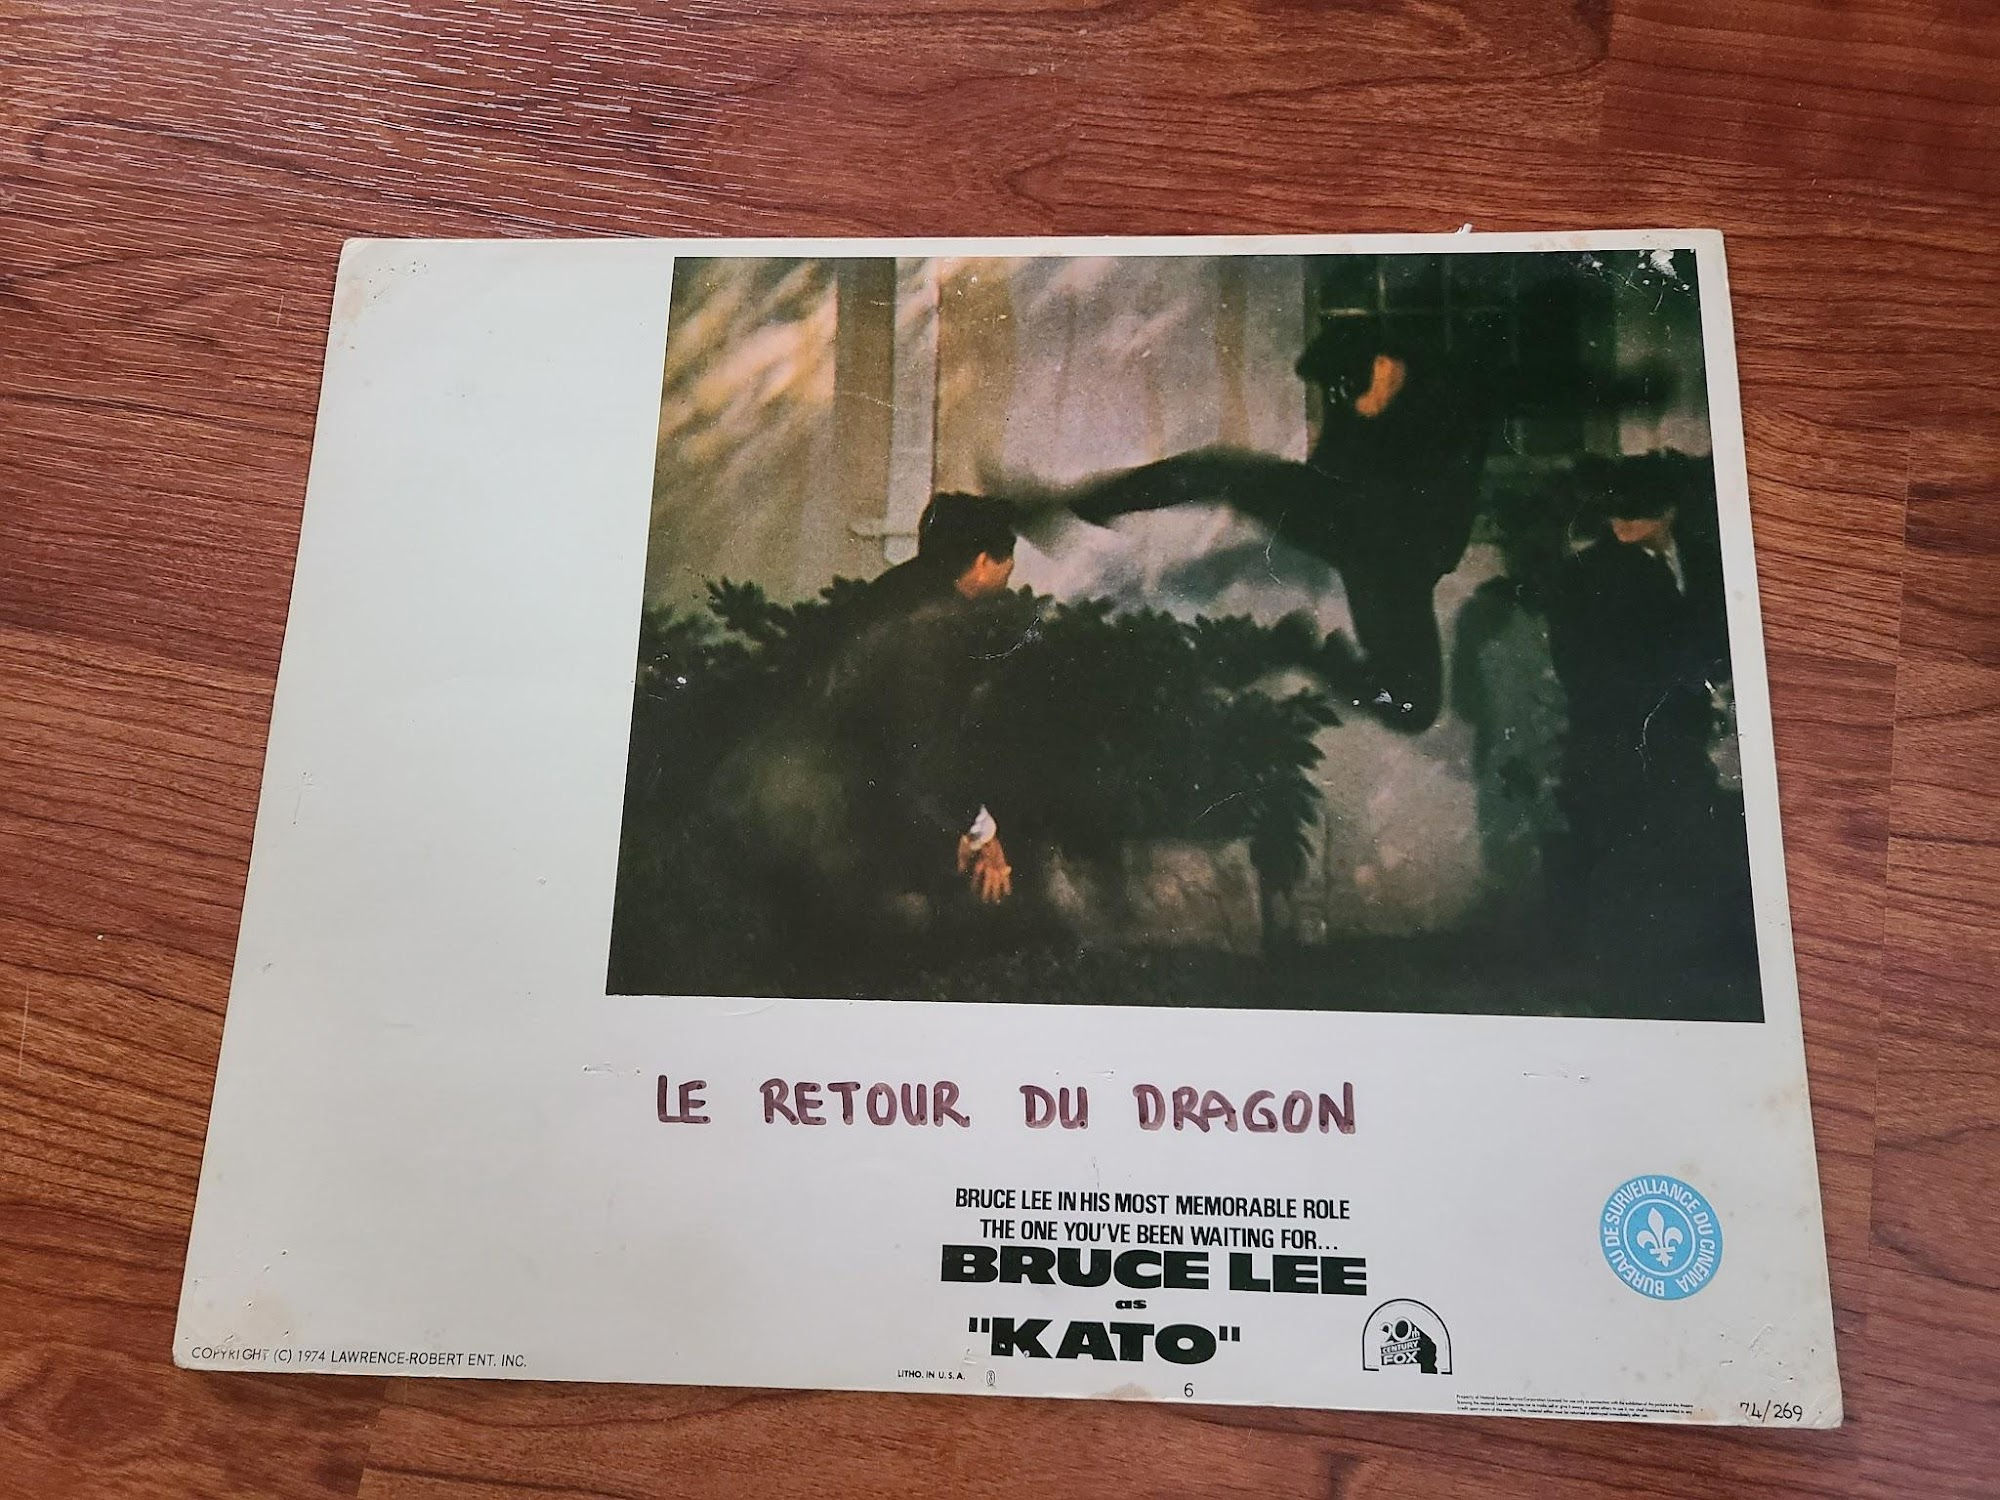 LE RETOUR DU DRAGON
BRUCE LEE IN HIS MOST MEMORABLE ROLE
THE ONE YOU'VE BEEN WAITING FOR...
BRUCE LEE
as
"KATO"
BUREAU DE SURVEILLANCE DU CINEMA
20th
CENTURY
FOX
COPYRIGHT (C) 1974 LAWRENCE-ROBERT ENT. INC.
LITHO. IN U.S.A.
6
74/269